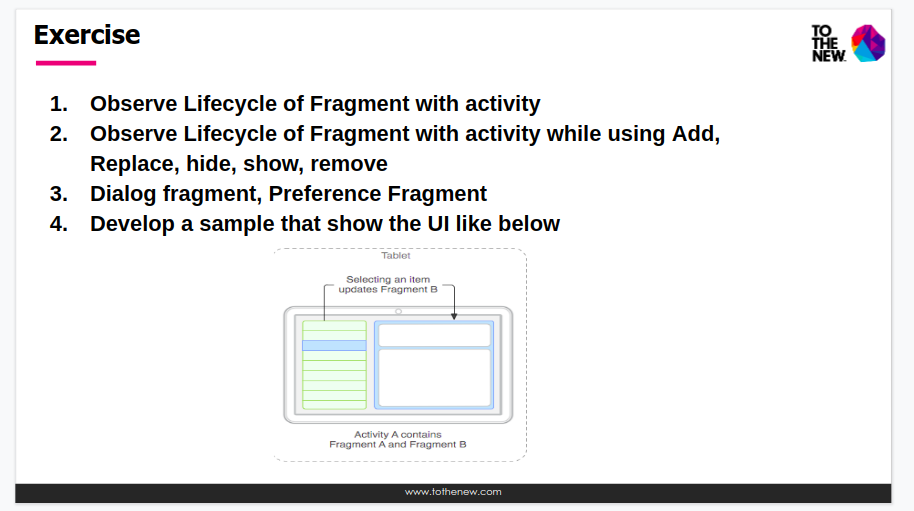 Exercise
TO
THE
NEW.
1. Observe Lifecycle of Fragment with activity
2. Observe Lifecycle of Fragment with activity while using Add,
Replace, hide, show, remove
3. Dialog fragment, Preference Fragment
4. Develop a sample that show the UI like below
Tablet
Selecting an item
updates Fragment B
Activity A contains
Fragment A and Fragment B
www.tothenew.com